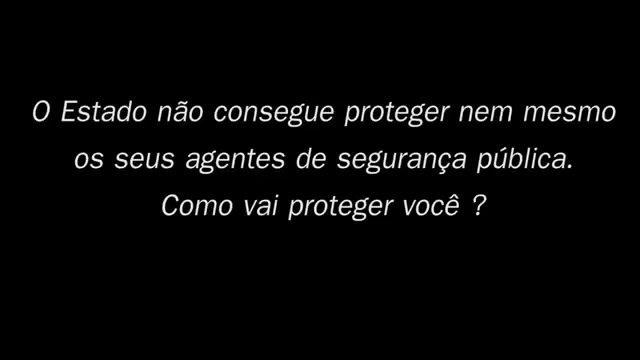 O Estado não consegue proteger nem mesmo
os seus agentes de segurança pública.
Como vai proteger você ?